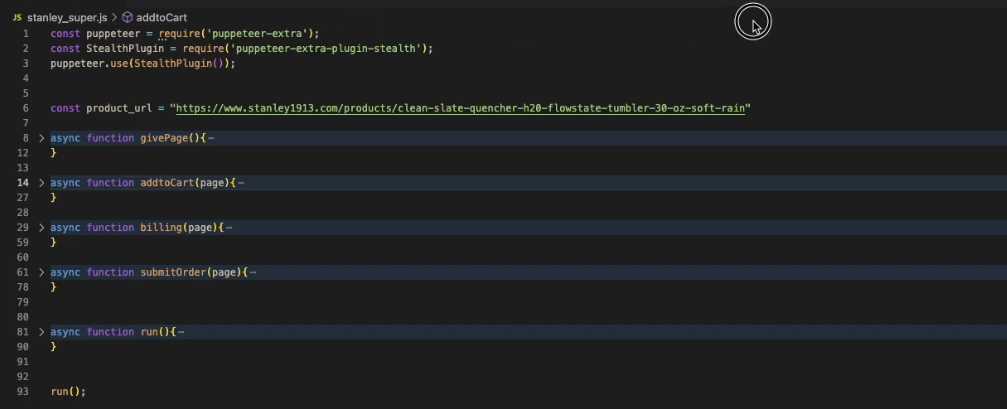 JS stanley_super.js > addtoCart
1 const puppeteer = require('puppeteer-extra');
2 const StealthPlugin = require('puppeteer-extra-plugin-stealth');
3 puppeteer.use(StealthPlugin());
4
5
6 const product_url = "https://www.stanley1913.com/products/clean-slate-quencher-h20-flowstate-tumbler-30-oz-soft-rain"
7
8 > async function givePage(){⋯
12 }
13
14 > async function addtoCart(page){⋯
27 }
28
29 > async function billing(page){⋯
59 }
60
61 > async function submitOrder(page){⋯
78 }
79
80
81 > async function run(){⋯
90 }
91
92
93 run();